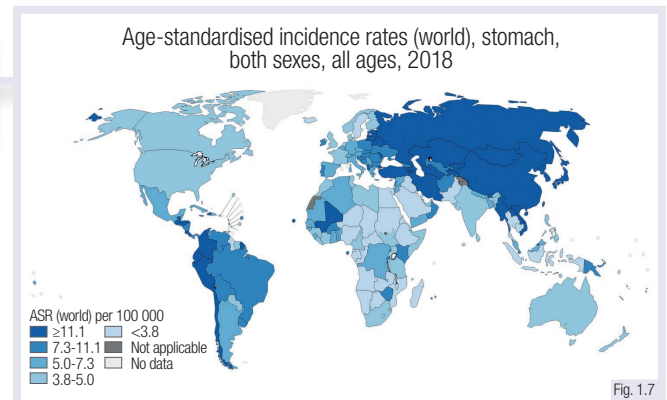 Age-standardised incidence rates (world), stomach,
both sexes, all ages, 2018
ASR (world) per 100 000
≥11.1
7.3-11.1
5.0-7.3
3.8-5.0
<3.8
Not applicable
No data
Fig. 1.7